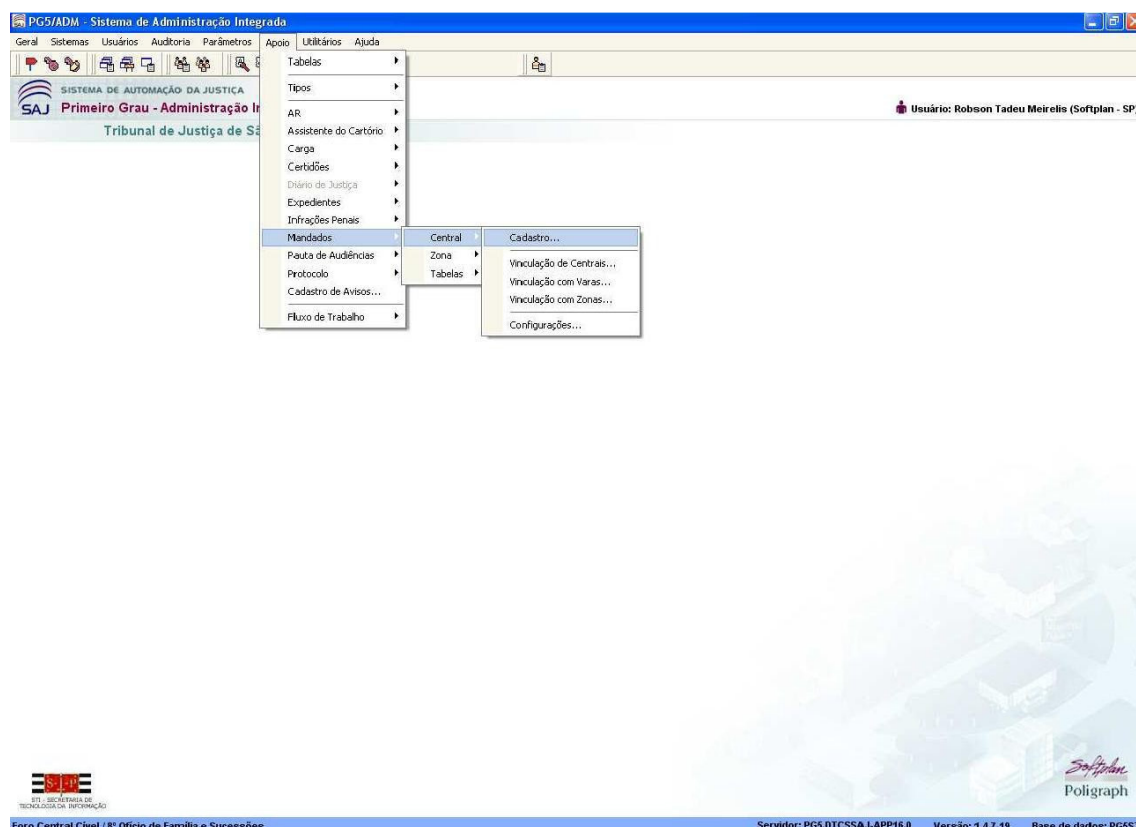 PG5/ADM - Sistema de Administração Integrada
Geral Sistemas Usuários Auditoria Parâmetros Apoio Utilitários Ajuda
SISTEMA DE AUTOMAÇÃO DA JUSTIÇA
SAJ Primeiro Grau - Administração I
Usuário: Robson Tadeu Meirelis (Softplan - SP)
Tribunal de Justiça de Sã
Tabelas
Tipos
AR
Assistente do Cartório
Carga
Certidões
Diário de Justiça
Expedientes
Infrações Penais
Mandados
Pauta de Audiências
Protocolo
Cadastro de Avisos...
Fluxo de Trabalho
Central
Zona
Tabelas
Cadastro...
Vinculação de Centrais...
Vinculação com Varas...
Vinculação com Zonas...
Configurações...
STI - SECRETARIA DE
TECNOLOGIA DA INFORMAÇÃO
Softplan
Poligraph
Foro Central Cível / 8º Ofício de Família e Sucessões
Servidor: PG5.DTCSSAJ-APP16.0 Versão: 1.4.7-19 Base de dados: PG5S